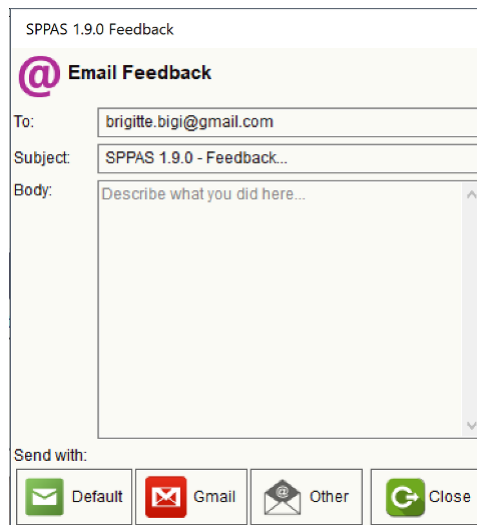 SPPAS 1.9.0 Feedback
@ Email Feedback
To: brigitte.bigi@gmail.com
Subject: SPPAS 1.9.0 - Feedback...
Body: Describe what you did here...
Send with:
Default Gmail Other Close